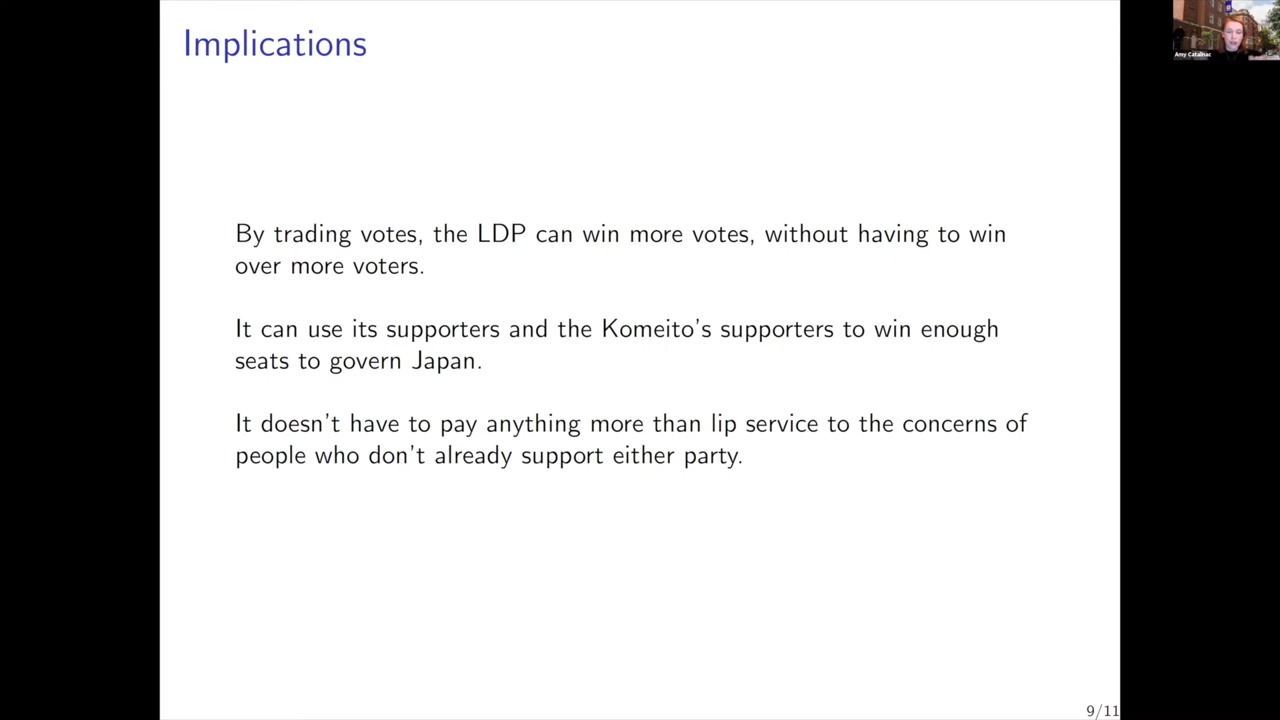 Implications
Amy Catalinac
By trading votes, the LDP can win more votes, without having to win
over more voters.
It can use its supporters and the Komeito's supporters to win enough
seats to govern Japan.
It doesn't have to pay anything more than lip service to the concerns of
people who don't already support either party.
9/11